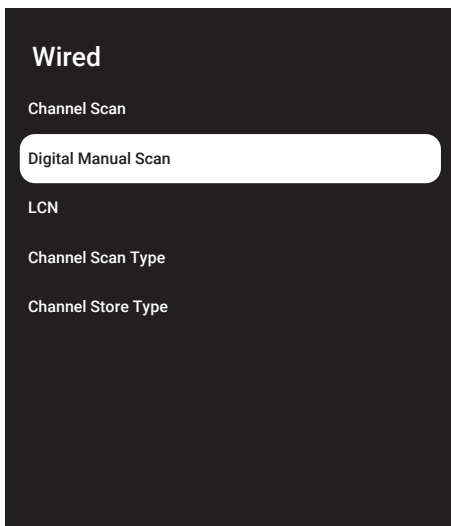 Wired
Channel Scan
Digital Manual Scan
LCN
Channel Scan Type
Channel Store Type